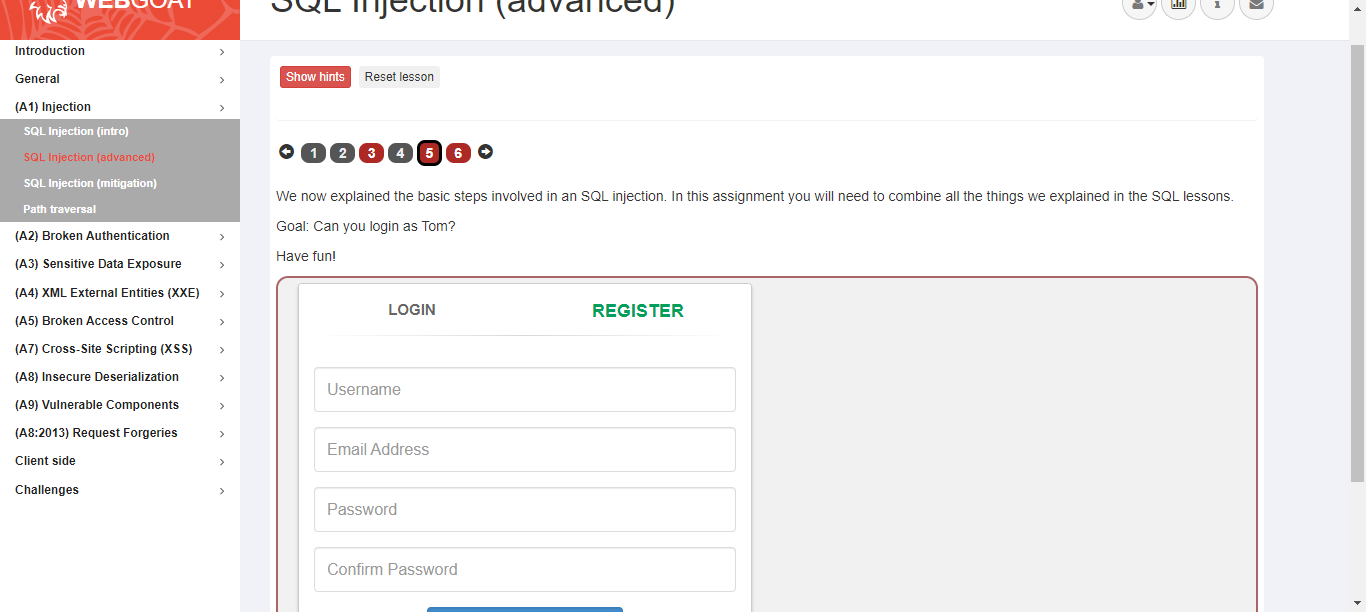 WEBGOAT
SQL Injection (advanced)
Introduction
General
(A1) Injection
SQL Injection (intro)
SQL Injection (advanced)
SQL Injection (mitigation)
Path traversal
(A2) Broken Authentication
(A3) Sensitive Data Exposure
(A4) XML External Entities (XXE)
(A5) Broken Access Control
(A7) Cross-Site Scripting (XSS)
(A8) Insecure Deserialization
(A9) Vulnerable Components
(A8:2013) Request Forgeries
Client side
Challenges
Show hints Reset lesson
1 2 3 4 5 6
We now explained the basic steps involved in an SQL injection. In this assignment you will need to combine all the things we explained in the SQL lessons.
Goal: Can you login as Tom?
Have fun!
LOGIN REGISTER
Username
Email Address
Password
Confirm Password